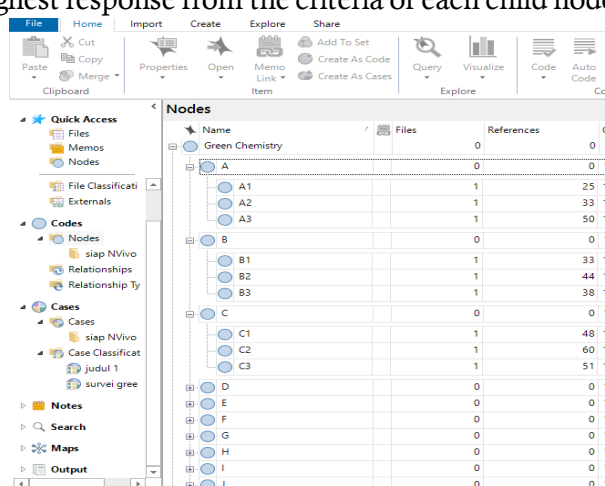 ghest response from the criteria of each child node
File Home Import Create Explore Share
Paste
Cut
Copy
Merge
Clipboard
Properties Open Memo Link Create As Code
Add To Set
Create As Cases
Item
Query Visualize
Explore
Code Auto Code
Co
Quick Access
Files
Memos
Nodes
File Classificati
Externals
Codes
Nodes
siap NVivo
Relationships
Relationship Ty
Cases
Cases
siap NVivo
Case Classificat
judul 1
survei gree
Notes
Search
Maps
Output
Nodes
Name Files References
Green Chemistry 0 0
A 0 0
A1 1 25
A2 1 33
A3 1 50
B 0 0
B1 1 33
B2 1 44
B3 1 38
C 0 0
C1 1 48
C2 1 60
C3 1 51
D 0 0
E 0 0
F 0 0
G 0 0
H 0 0
I 0 0